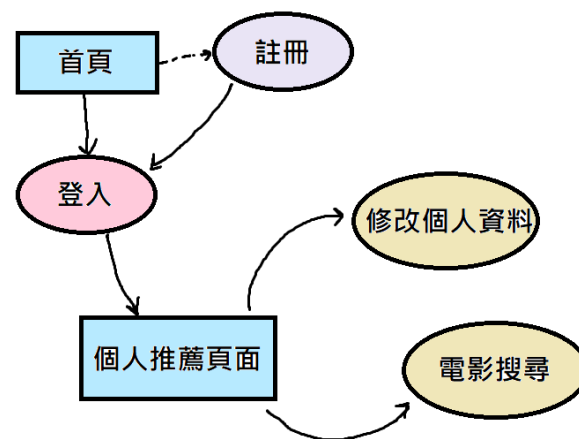 首頁
註冊
登入
修改個人資料
個人推薦頁面
電影搜尋